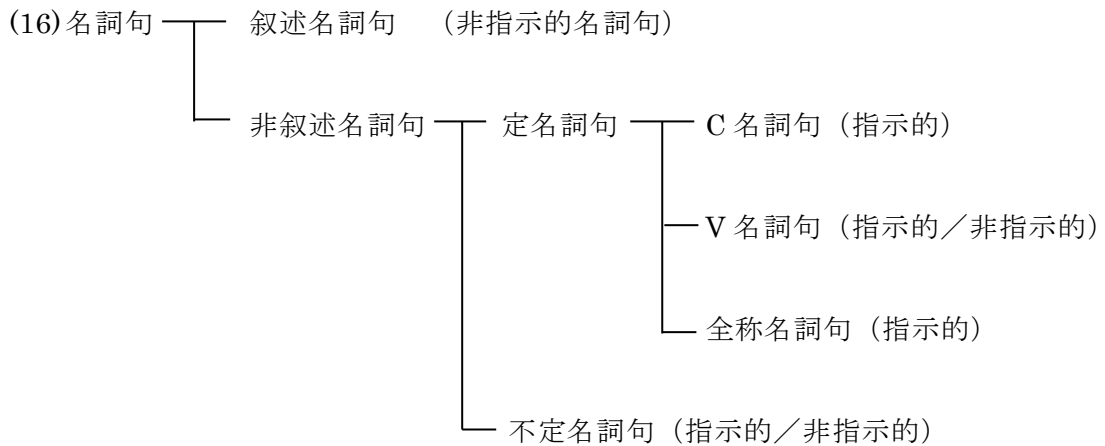 (16)名詞句 叙述名詞句 （非指示的名詞句）
非叙述名詞句 定名詞句 C 名詞句（指示的）
V 名詞句（指示的／非指示的）
全称名詞句（指示的）
不定名詞句（指示的／非指示的）